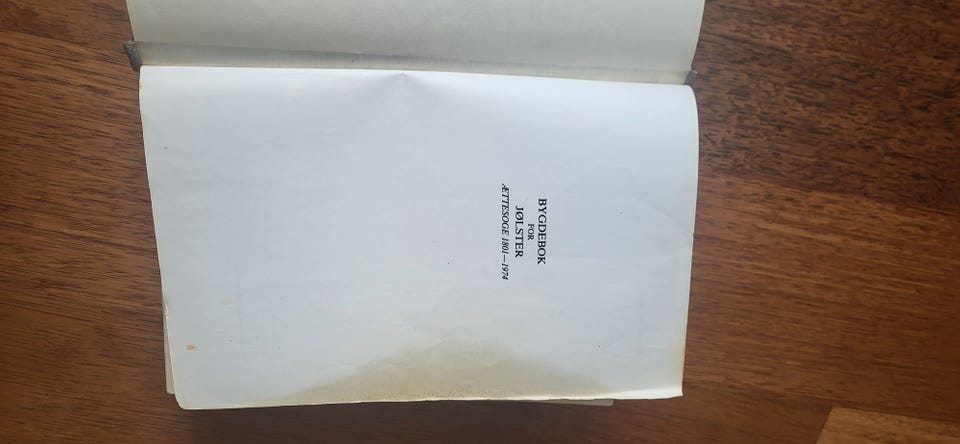 BYGDEBOK
FOR
JØLSTER
ÆTTESOGE 1801—1974